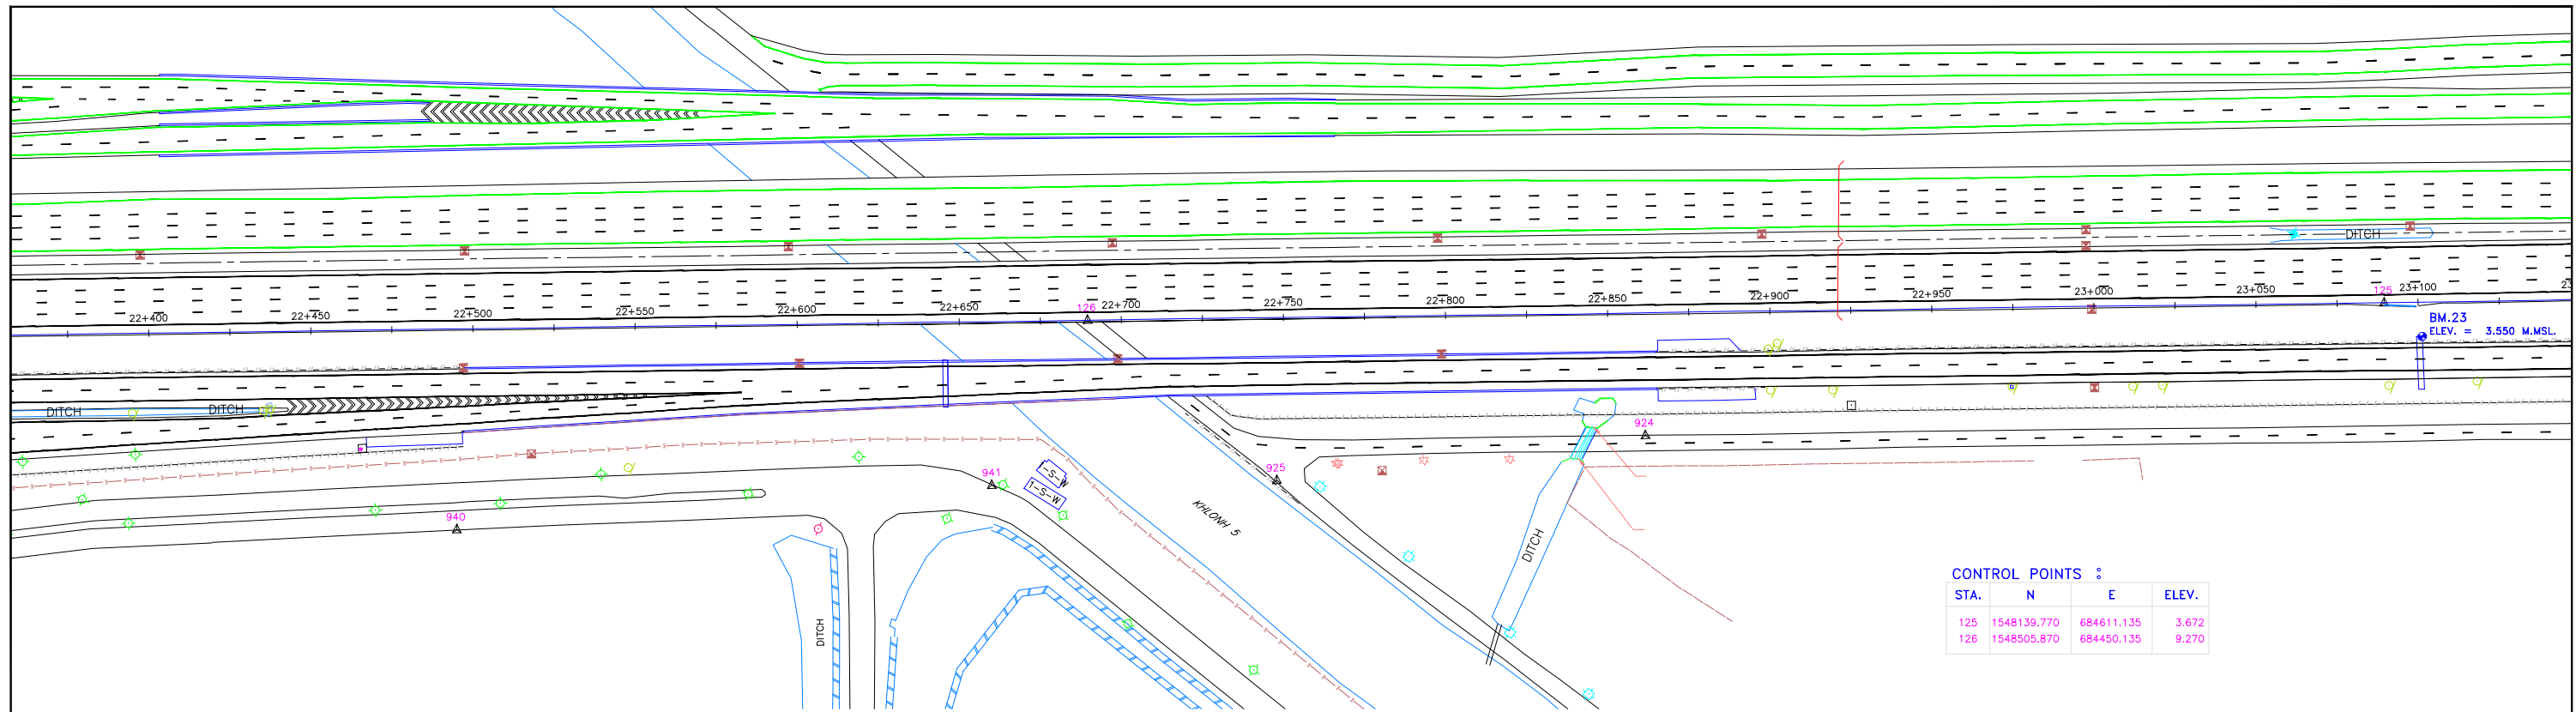 DITCH
22+400
22+450
22+500
22+550
22+600
22+650
126
22+700
22+750
22+800
22+850
22+900
22+950
23+000
23+050
125
23+100
BM.23
ELEV. = 3.550 M.MSL.
DITCH
DITCH
924
925
941
1-S-W
1-S-W
940
KHLONH 5
DITCH
DITCH
CONTROL POINTS :
STA. N E ELEV.
125 1548139.770 684611.135 3.672
126 1548505.870 684450.135 9.270